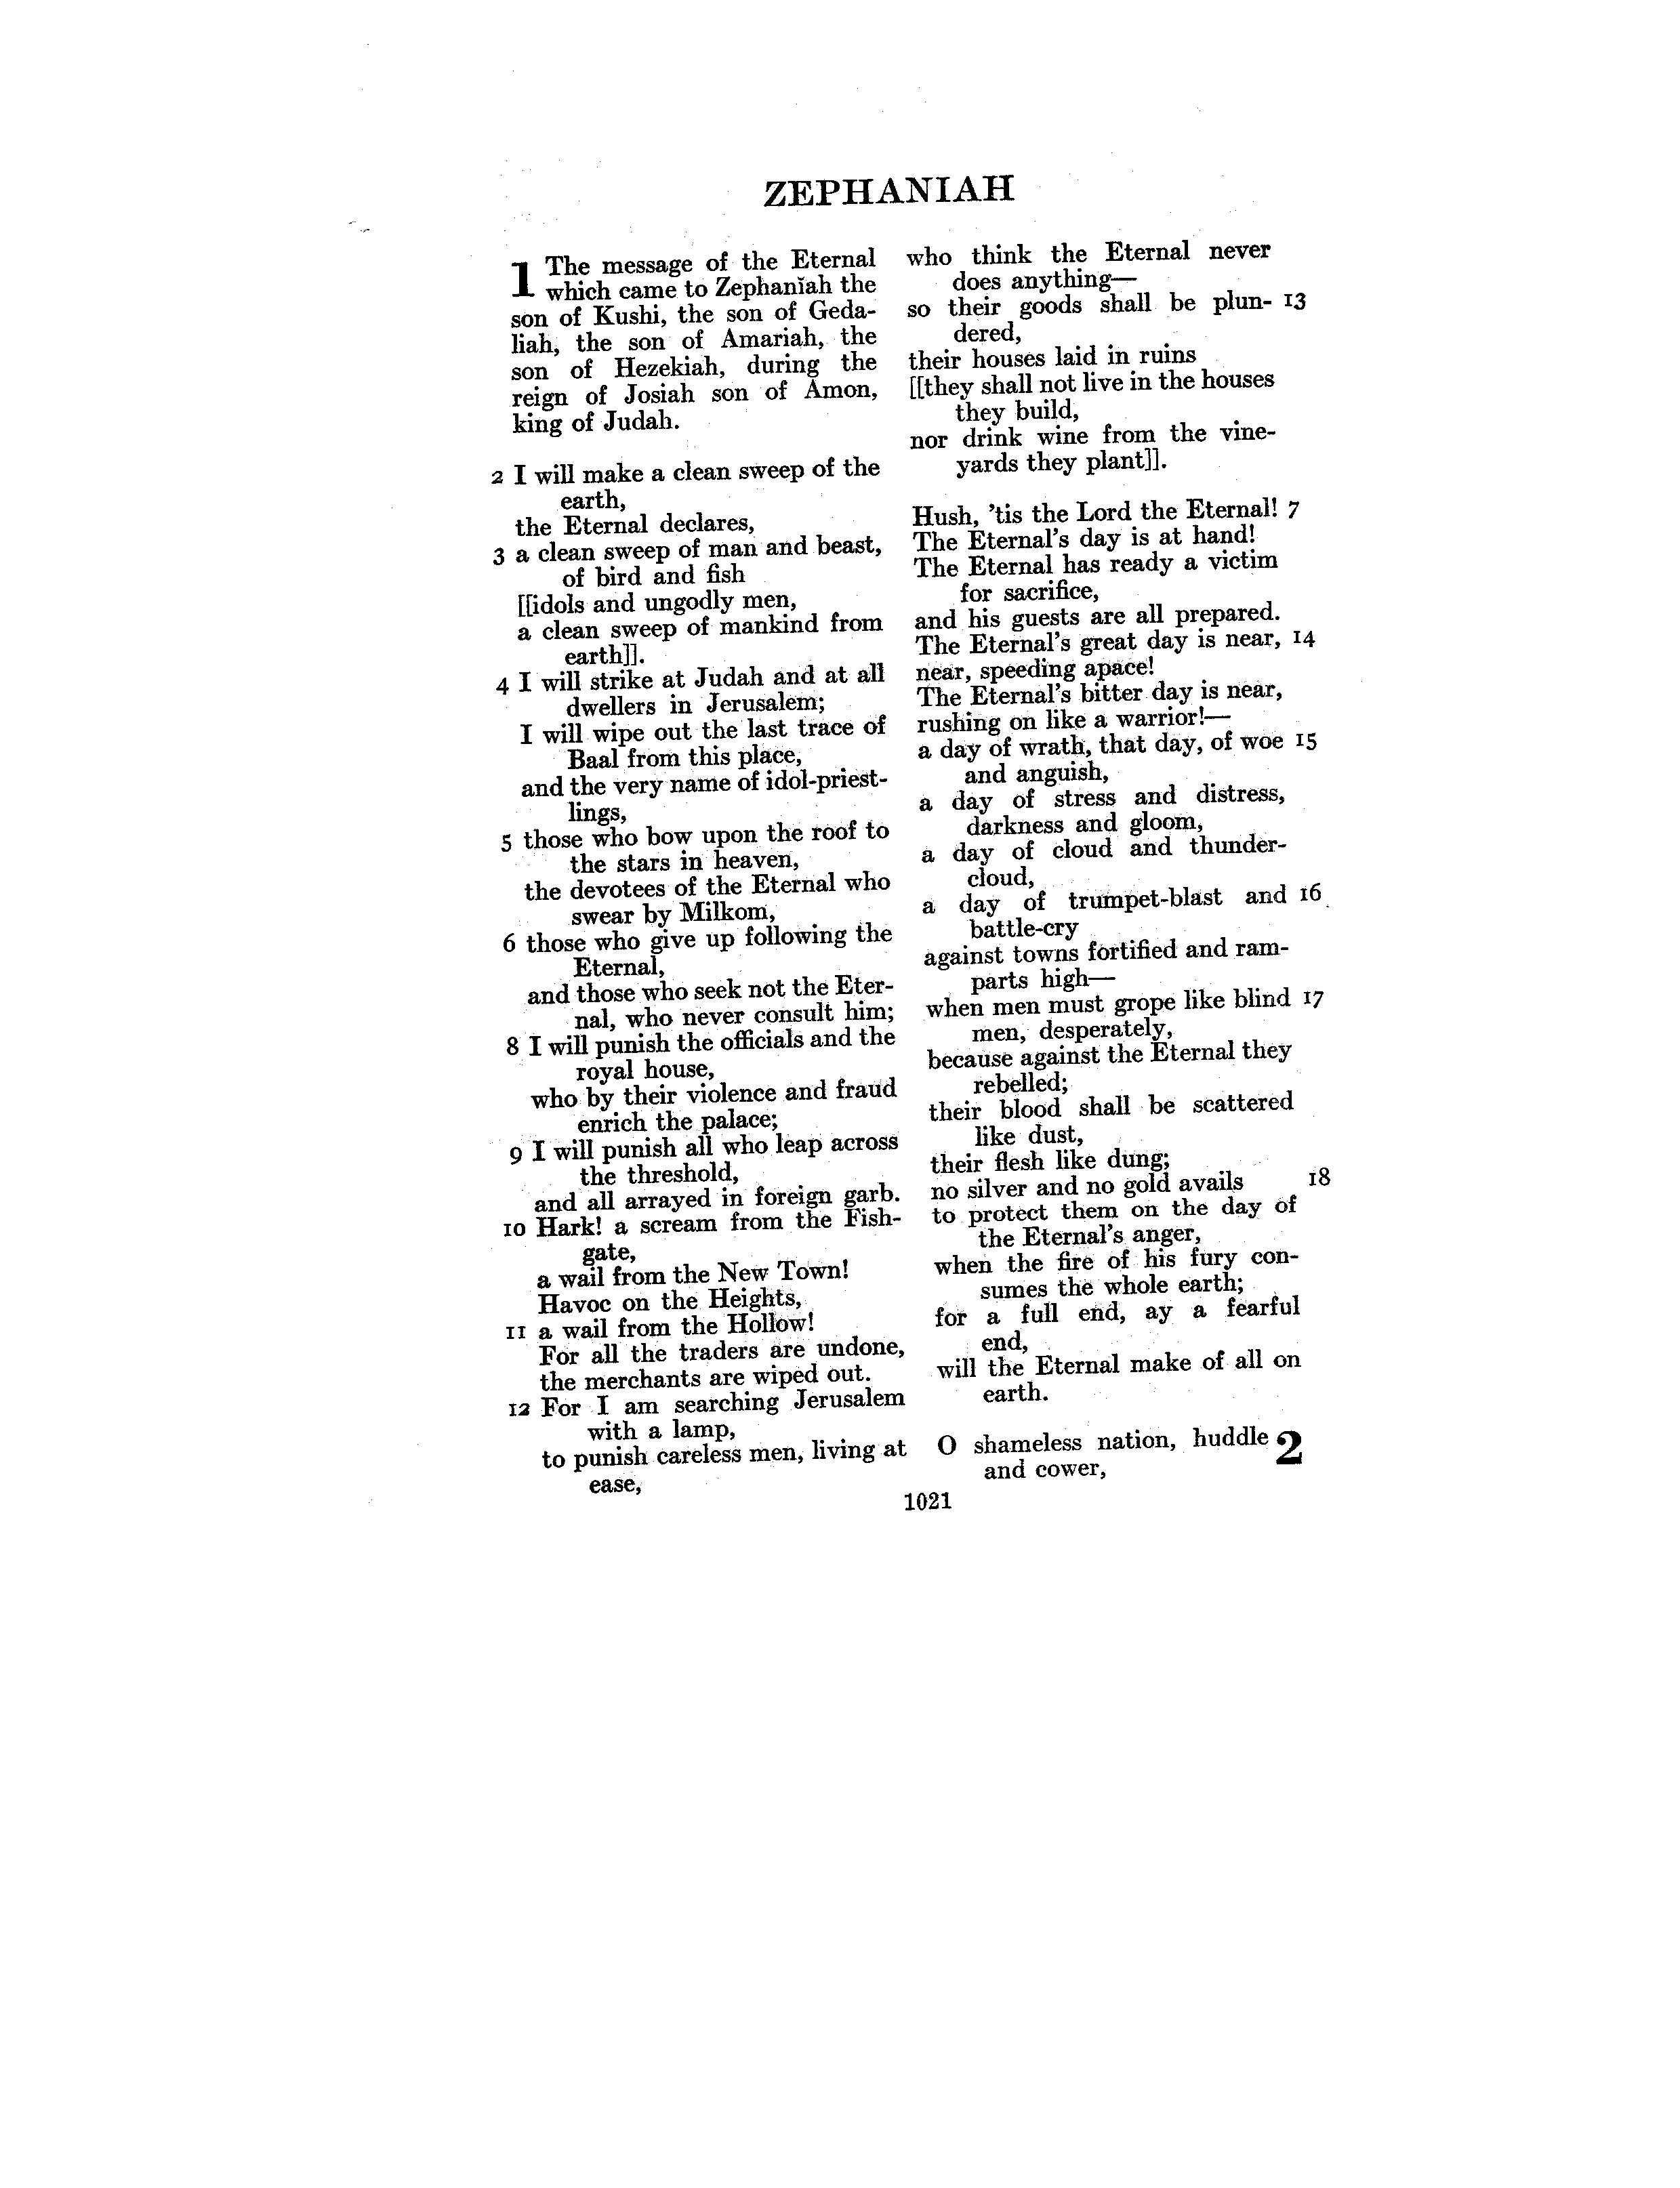 ZEPHANIAH
1 The message of the Eternal
which came to Zephaniah the
son of Kushi, the son of Geda-
liah, the son of Amariah, the
son of Hezekiah, during the
reign of Josiah son of Amon,
king of Judah.
2 I will make a clean sweep of the
earth,
the Eternal declares,
3 a clean sweep of man and beast,
of bird and fish
[[idols and ungodly men,
a clean sweep of mankind from
earth]].
4 I will strike at Judah and at all
dwellers in Jerusalem;
I will wipe out the last trace of
Baal from this place,
and the very name of idol-priest-
lings,
5 those who bow upon the roof to
the stars in heaven,
the devotees of the Eternal who
swear by Milkom,
6 those who give up following the
Eternal,
and those who seek not the Eter-
nal, who never consult him;
8 I will punish the officials and the
royal house,
who by their violence and fraud
enrich the palace;
9 I will punish all who leap across
the threshold,
and all arrayed in foreign garb.
10 Hark! a scream from the Fish-
gate,
a wail from the New Town!
Havoc on the Heights,
11 a wail from the Hollow!
For all the traders are undone,
the merchants are wiped out.
12 For I am searching Jerusalem
with a lamp,
to punish careless men, living at
ease,
who think the Eternal never
does anything—
so their goods shall be plun- 13
dered,
their houses laid in ruins
[[they shall not live in the houses
they build,
nor drink wine from the vine-
yards they plant]].
Hush, 'tis the Lord the Eternal! 7
The Eternal's day is at hand!
The Eternal has ready a victim
for sacrifice,
and his guests are all prepared.
The Eternal's great day is near, 14
near, speeding apace!
The Eternal's bitter day is near,
rushing on like a warrior!—
a day of wrath, that day, of woe 15
and anguish,
a day of stress and distress,
darkness and gloom,
a day of cloud and thunder-
cloud,
a day of trumpet-blast and 16
battle-cry
against towns fortified and ram-
parts high—
when men must grope like blind 17
men, desperately,
because against the Eternal they
rebelled;
their blood shall be scattered
like dust,
their flesh like dung;
no silver and no gold avails 18
to protect them on the day of
the Eternal's anger,
when the fire of his fury con-
sumes the whole earth;
for a full end, ay a fearful
end,
will the Eternal make of all on
earth.
O shameless nation, huddle 2
and cower,
1021